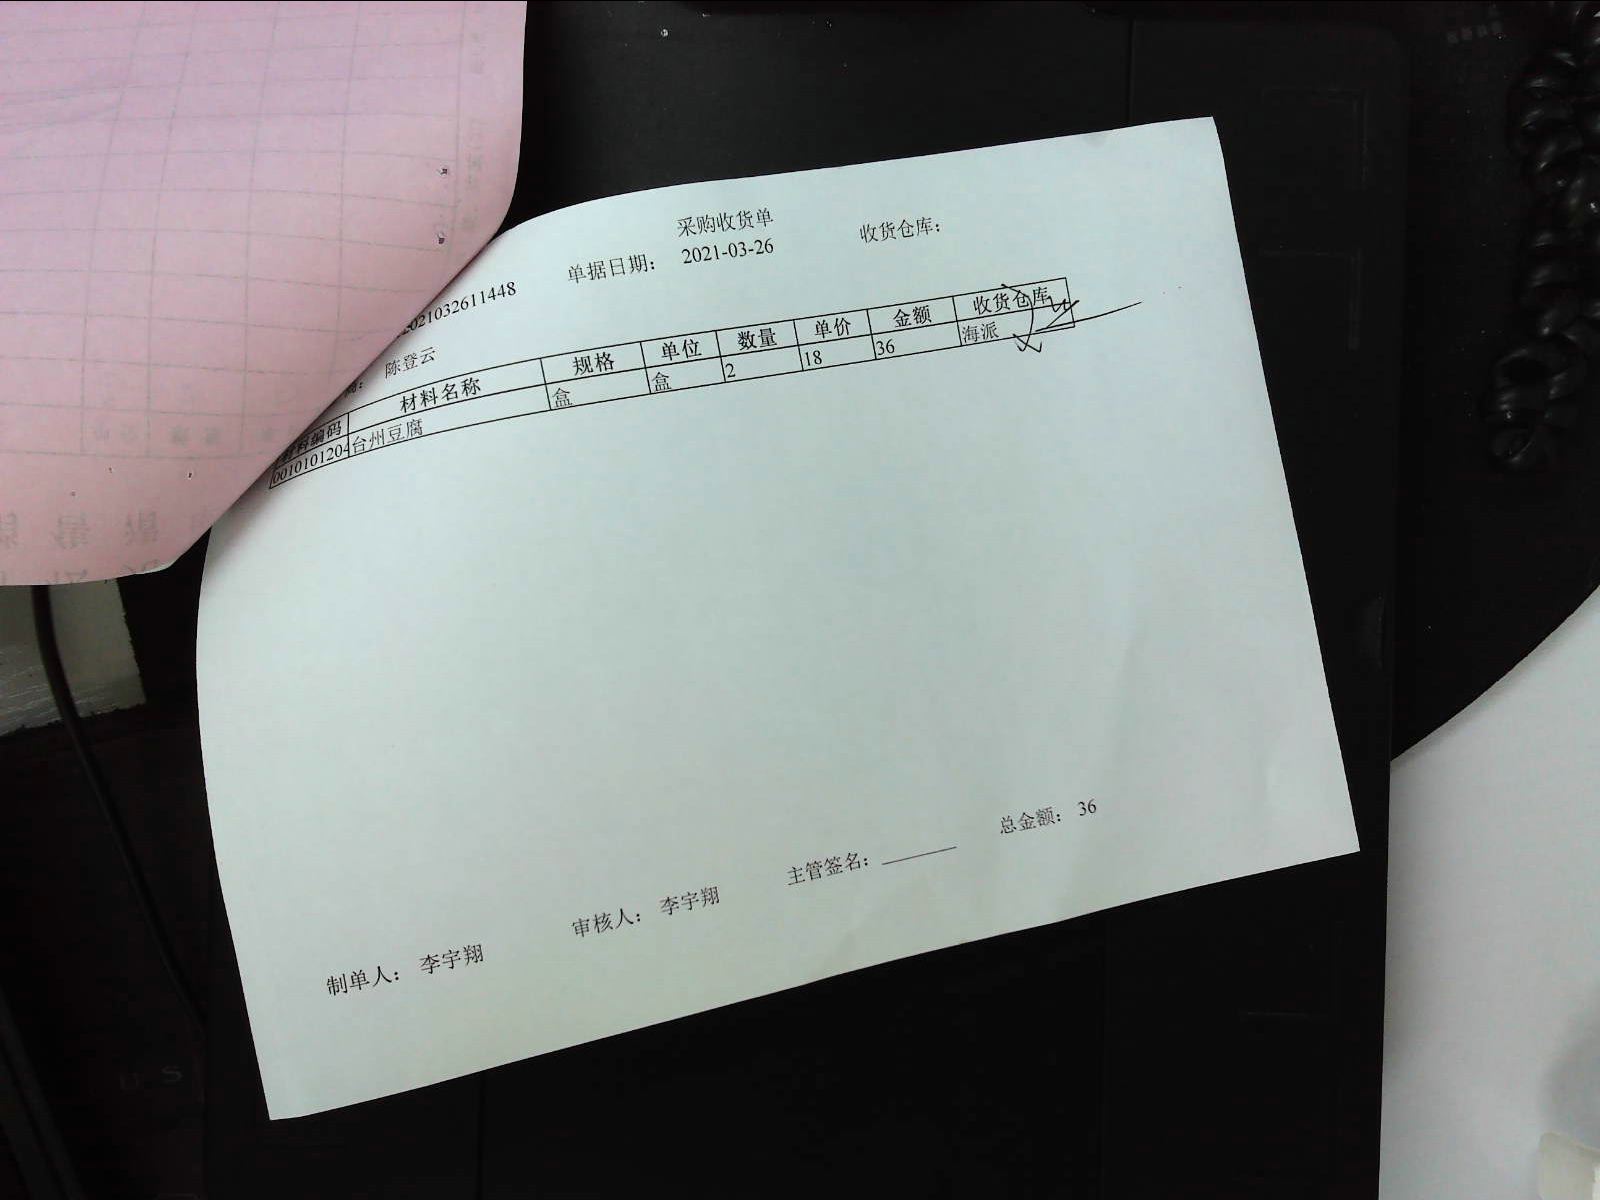 采购收货单
2021032611448 单据日期： 2021-03-26 收货仓库：
商： 陈登云
材料编码 材料名称 规格 单位 数量 单价 金额 收货仓库
0010101204 台州豆腐 盒 盒 2 18 36 海派
制单人： 李宇翔 审核人： 李宇翔 主管签名： 总金额： 36